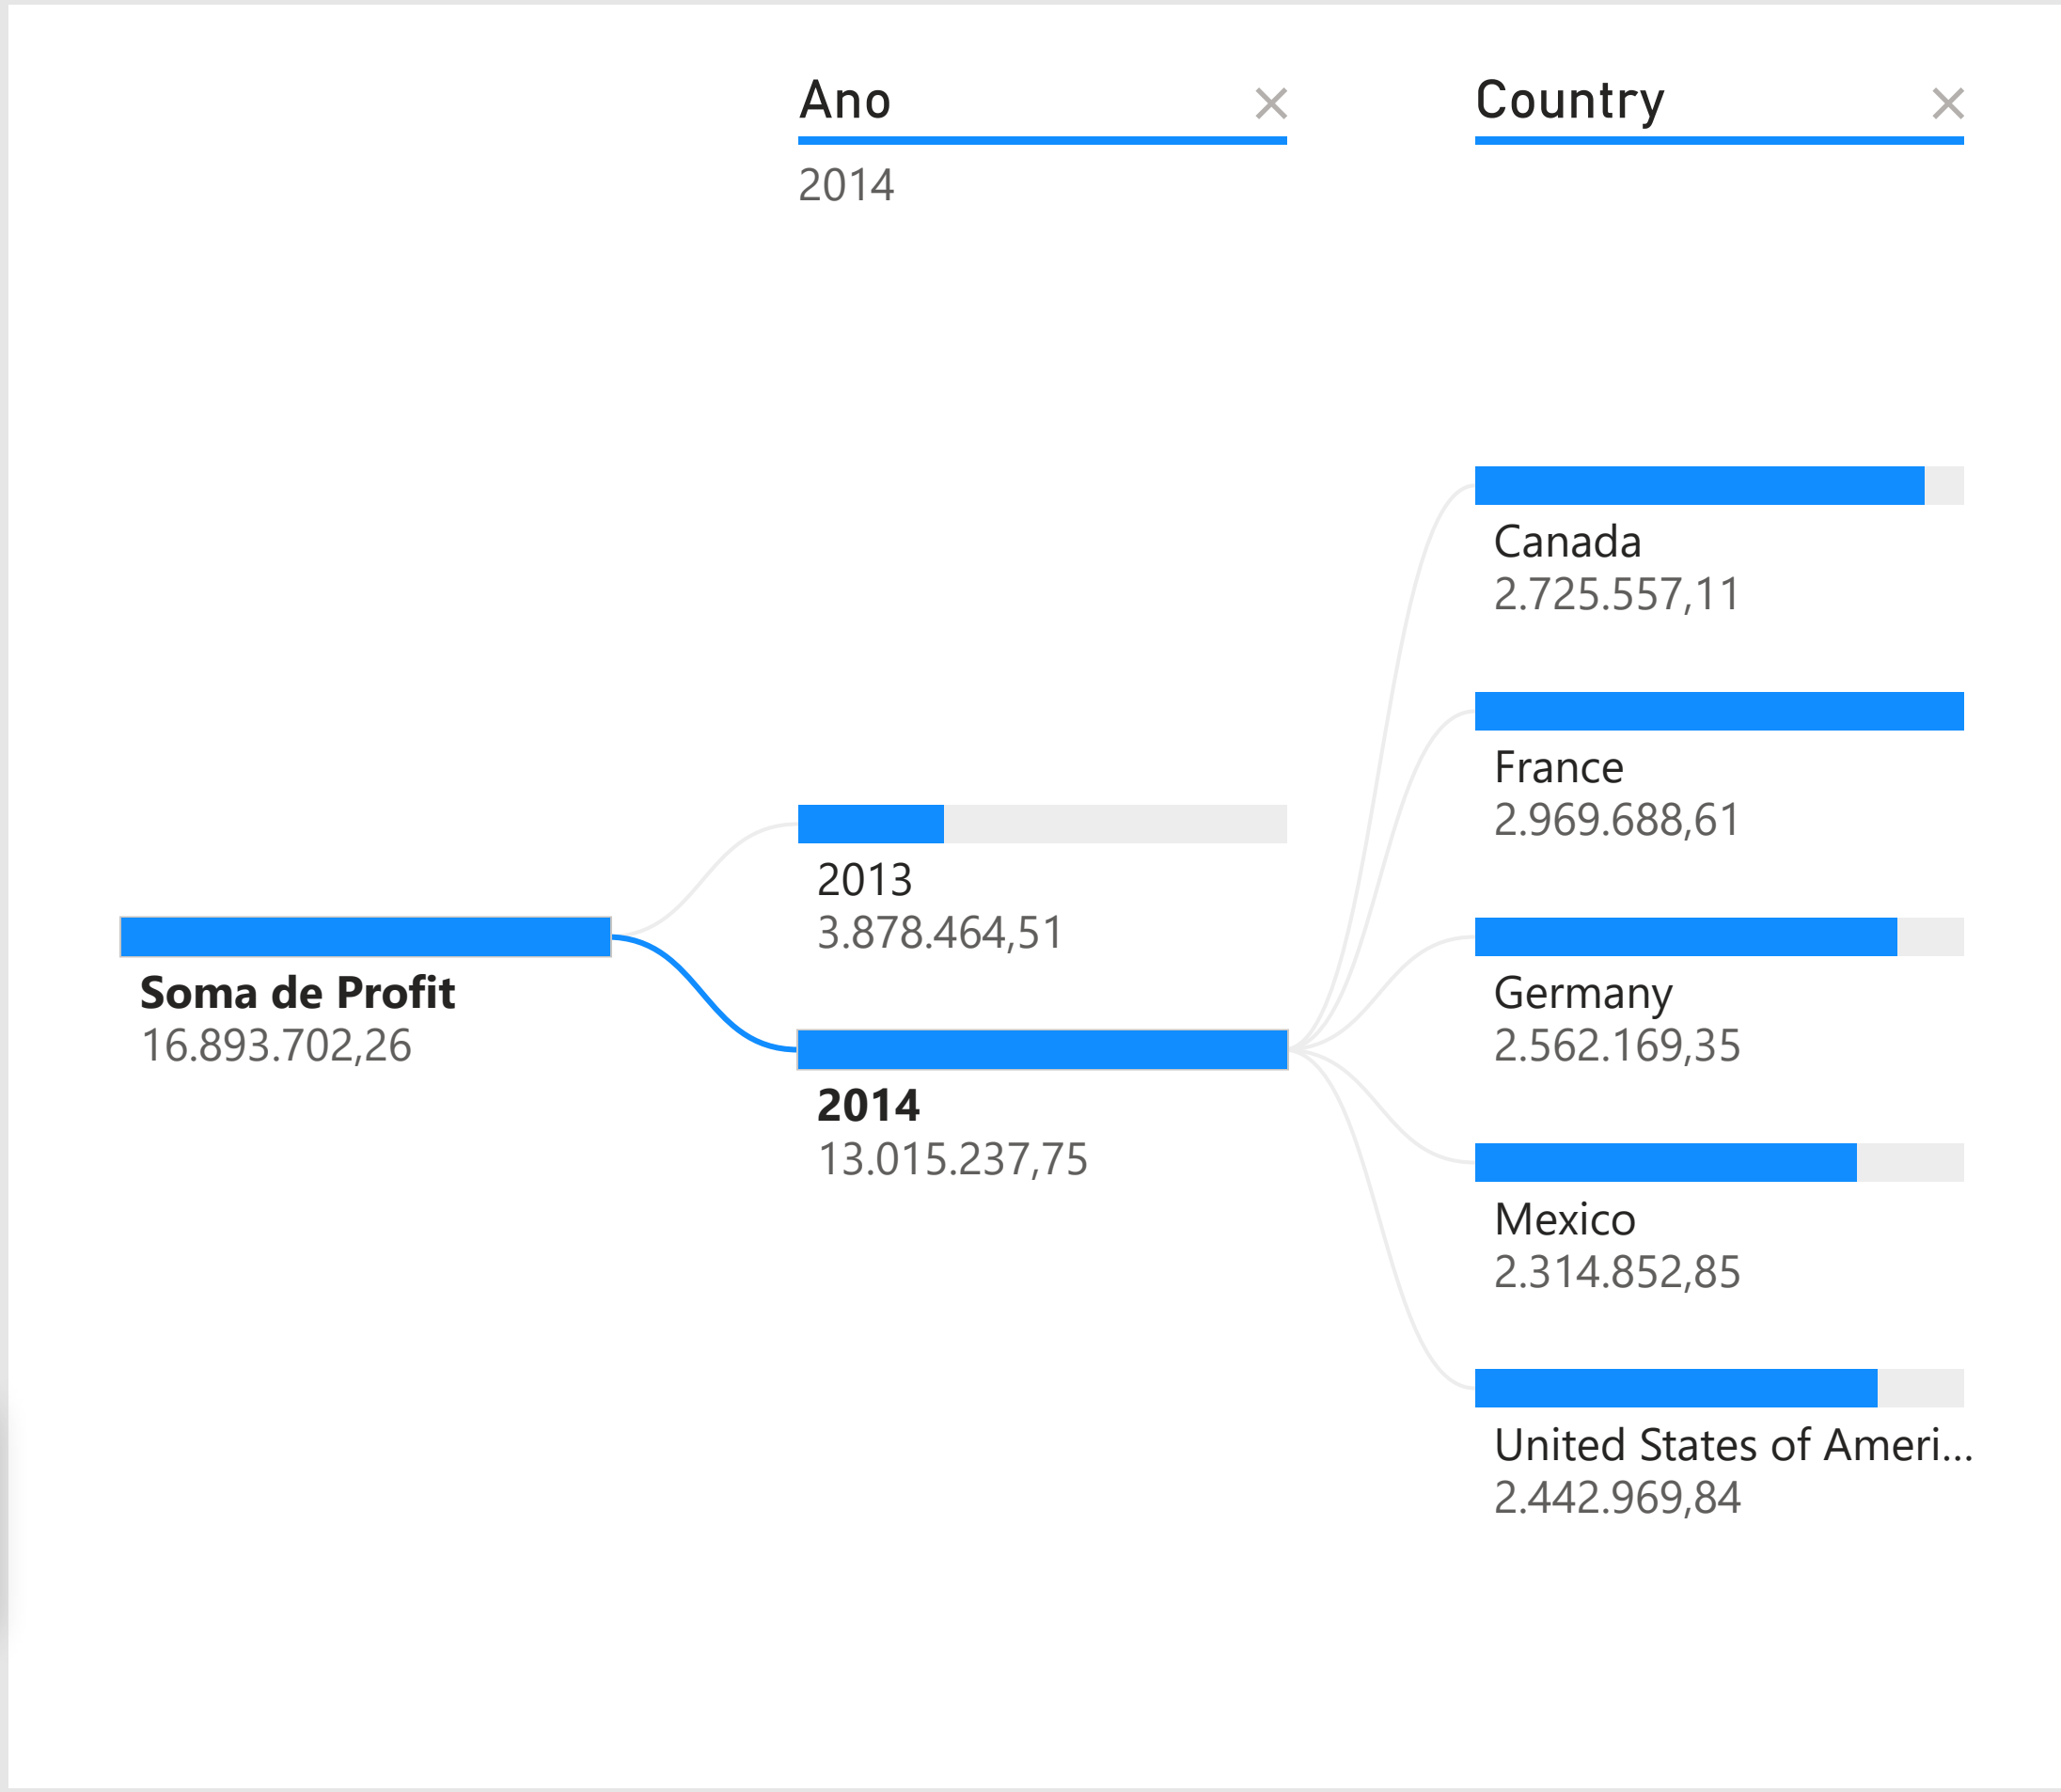 Ano
Country
2014
Canada
2.725.557,11
France
2.969.688,61
2013
3.878.464,51
Soma de Profit
16.893.702,26
Germany
2.562.169,35
2014
13.015.237,75
Mexico
2.314.852,85
United States of Ameri...
2.442.969,84